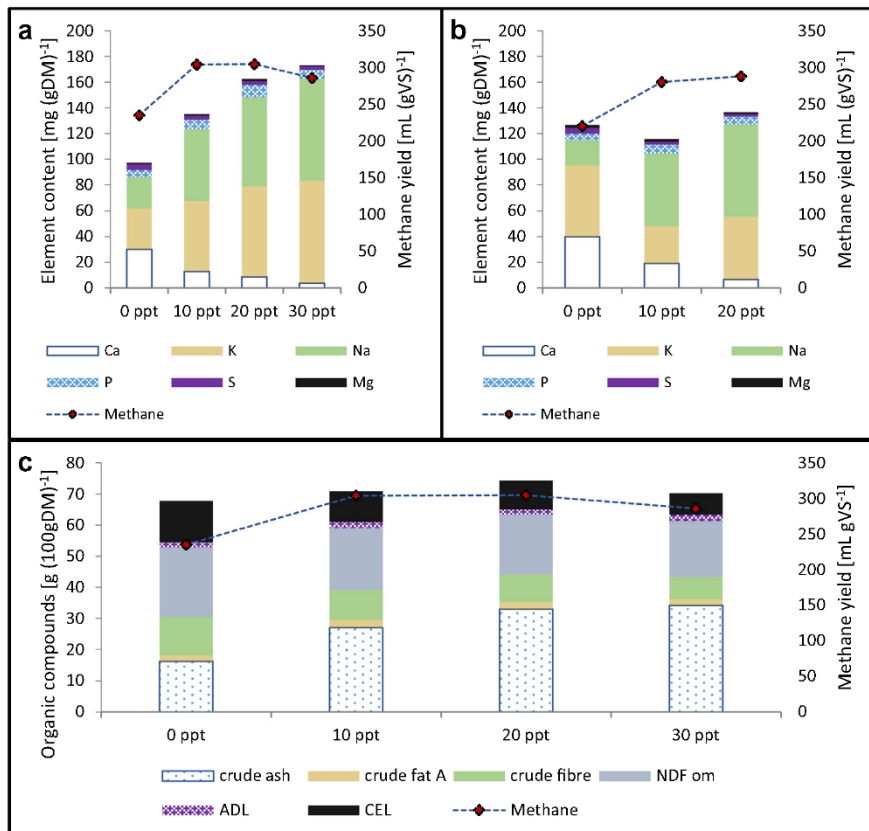 a
Element content [mg (gDM)-1]
200
180
160
140
120
100
80
60
40
20
0
350
300
250
200
150
100
50
0
Methane yield [mL (gVS)-1]
0 ppt 10 ppt 20 ppt 30 ppt
Ca K Na
P S Mg
Methane
b
Element content [mg (gDM)-1]
200
180
160
140
120
100
80
60
40
20
0
350
300
250
200
150
100
50
0
Methane yield [mL (gVS)-1]
0 ppt 10 ppt 20 ppt
Ca K Na
P S Mg
Methane
c
Organic compounds [g (100gDM)-1]
80
70
60
50
40
30
20
10
0
350
300
250
200
150
100
50
0
Methane yield [mL gVS-1]
0 ppt 10 ppt 20 ppt 30 ppt
crude ash crude fat A crude fibre NDF om
ADL CEL Methane